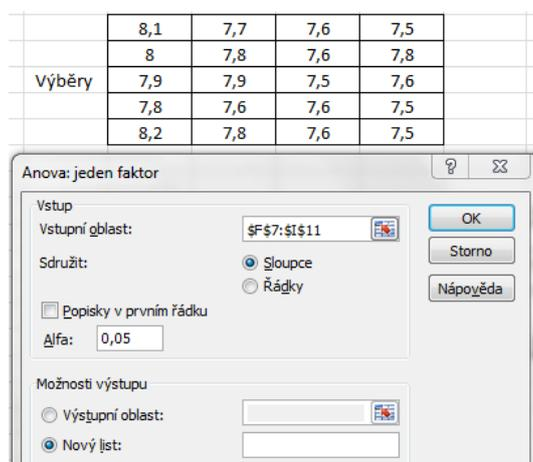 8,1 7,7 7,6 7,5
8 7,8 7,6 7,8
Výběry 7,9 7,9 7,5 7,6
7,8 7,6 7,6 7,5
8,2 7,8 7,6 7,5
Anova: jeden faktor
Vstup
Vstupní oblast: $F$7:$I$11 OK
Sdružit: Sloupce Storno
Řádky Nápověda
Popisky v prvním řádku
Alfa: 0,05
Možnosti výstupu
Výstupní oblast:
Nový list: